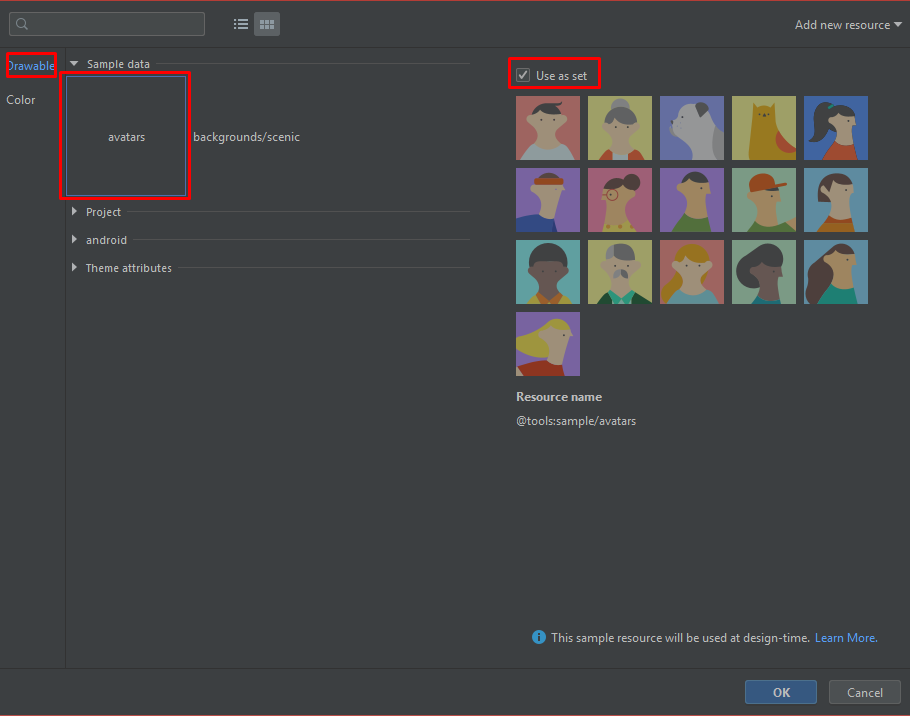 Add new resource
Drawable
Color
Sample data
avatars
backgrounds/scenic
Project
android
Theme attributes
Use as set
Resource name
@tools:sample/avatars
This sample resource will be used at design-time. Learn More.
OK
Cancel